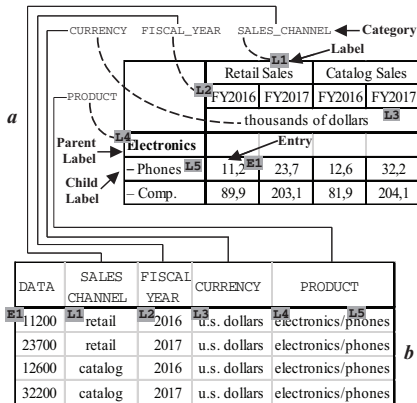 CURRENCY FISCAL_YEAR SALES_CHANNEL Category
Label
L1
Retail Sales Catalog Sales
L2 FY2016 FY2017 FY2016 FY2017
PRODUCT
thousands of dollars L3
a
L4
Parent Label Electronics
Entry
Child Label – Phones L5 11,2 E1 23,7 12,6 32,2
– Comp. 89,9 203,1 81,9 204,1
DATA SALES CHANNEL FISCAL YEAR CURRENCY PRODUCT
E1 L1 L2 L3 L4 L5
11200 retail 2016 u.s. dollars electronics/phones
23700 retail 2017 u.s. dollars electronics/phones
b
12600 catalog 2016 u.s. dollars electronics/phones
32200 catalog 2017 u.s. dollars electronics/phones